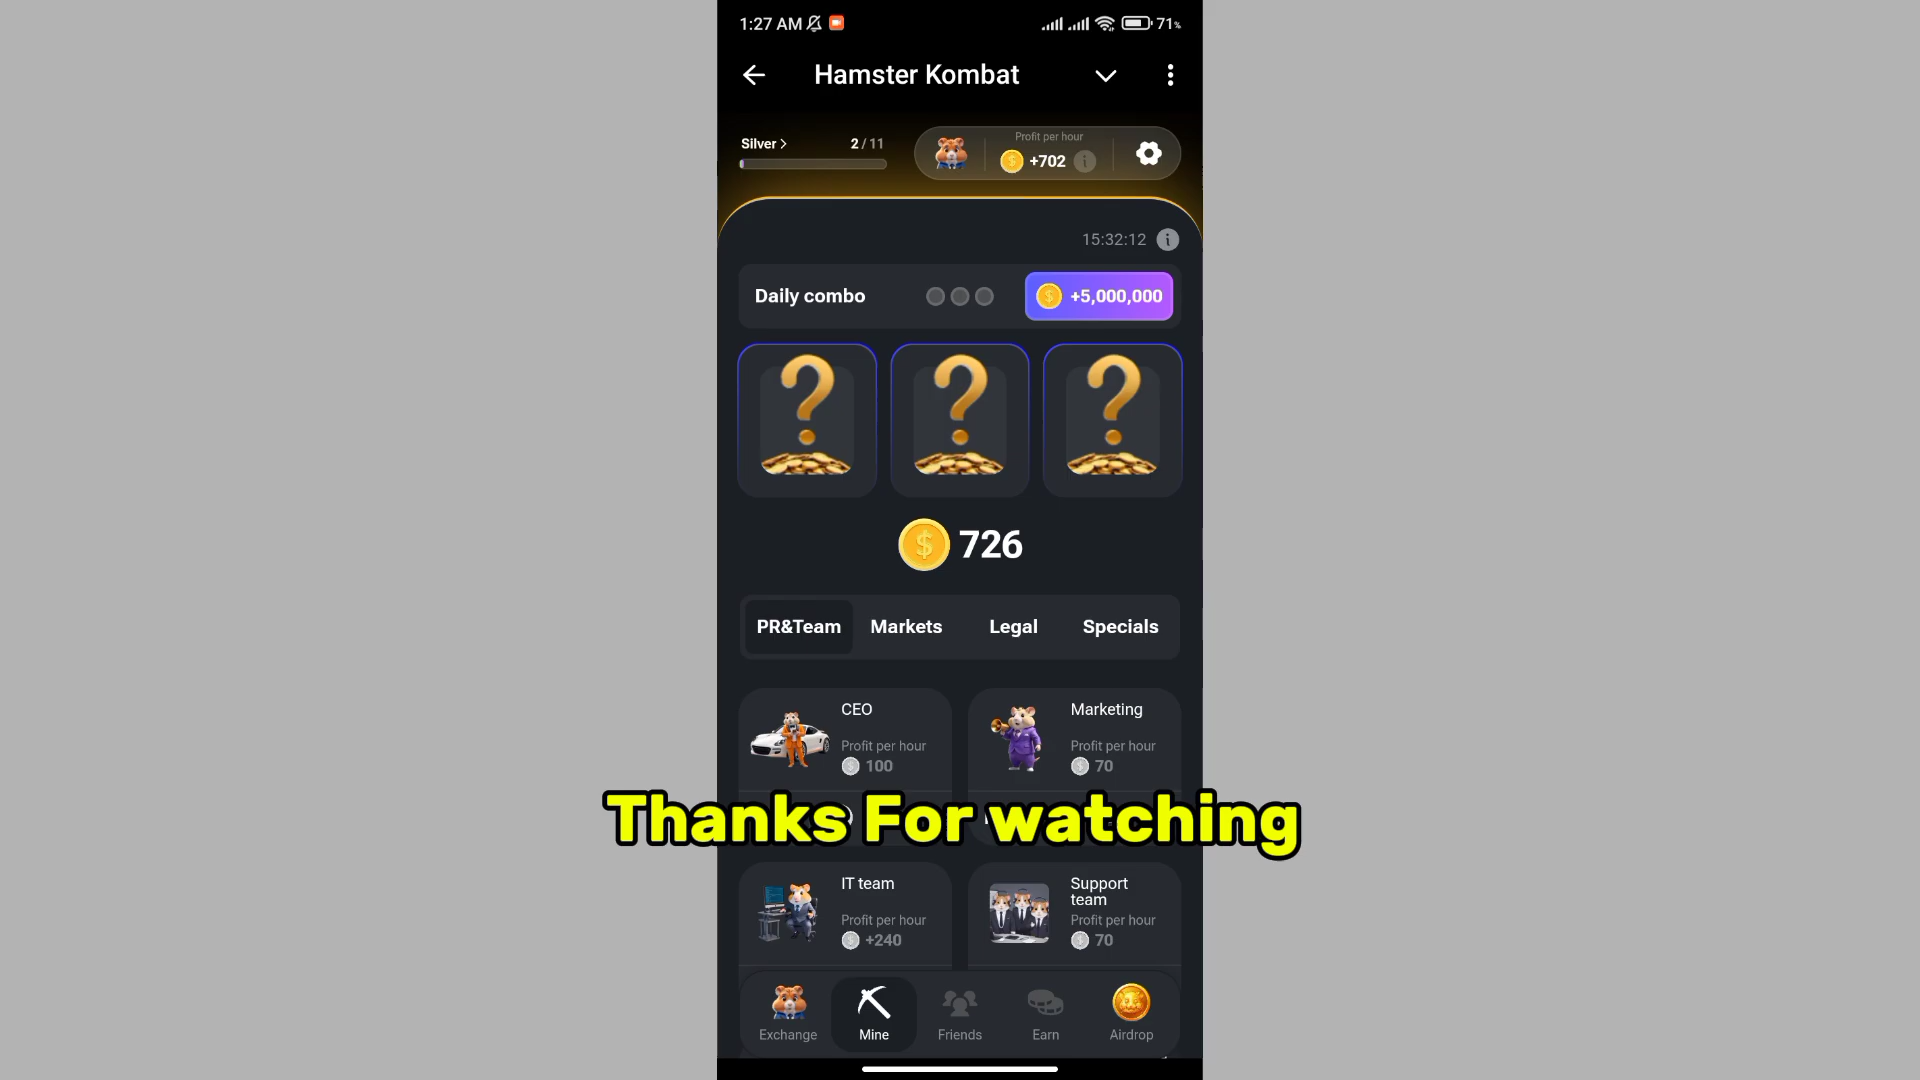 1:27 AM 71%
Hamster Kombat
Silver > 2 / 11
Profit per hour
+702
15:32:12
Daily combo +5,000,000
726
PR&Team Markets Legal Specials
CEO Marketing
Profit per hour Profit per hour
100 70
Thanks For watching
IT team Support team
Profit per hour Profit per hour
+240 70
Exchange Mine Friends Earn Airdrop